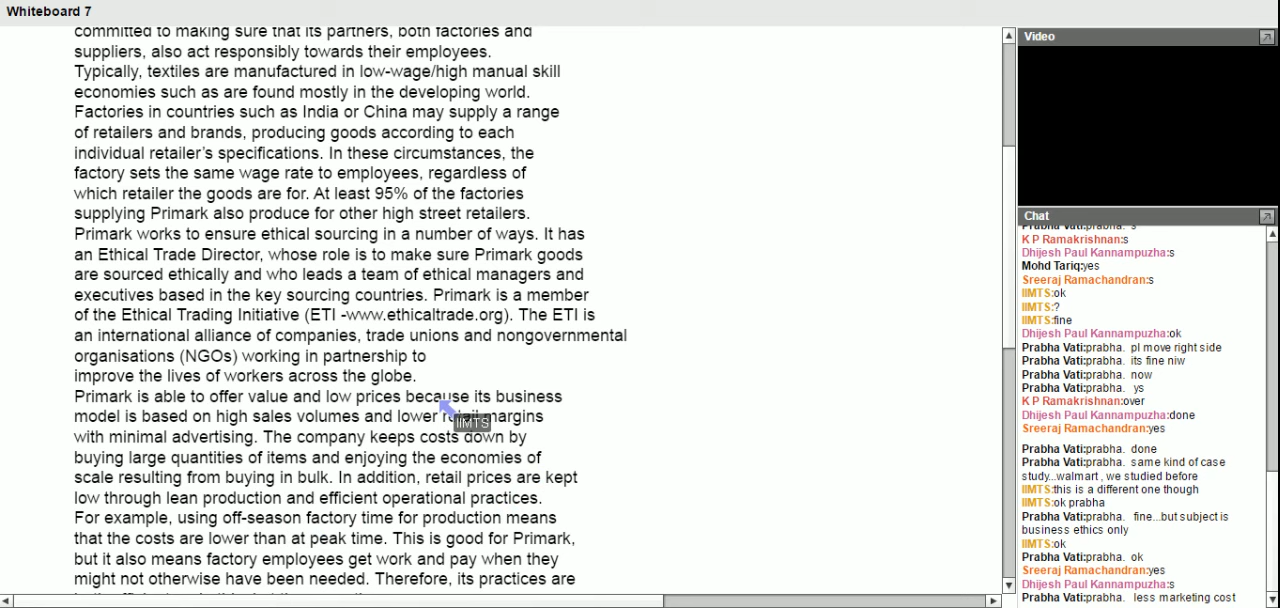 Whiteboard 7
committed to making sure that its partners, both factories and
suppliers, also act responsibly towards their employees.
Typically, textiles are manufactured in low-wage/high manual skill
economies such as are found mostly in the developing world.
Factories in countries such as India or China may supply a range
of retailers and brands, producing goods according to each
individual retailer's specifications. In these circumstances, the
factory sets the same wage rate to employees, regardless of
which retailer the goods are for. At least 95% of the factories
supplying Primark also produce for other high street retailers.
Primark works to ensure ethical sourcing in a number of ways. It has
an Ethical Trade Director, whose role is to make sure Primark goods
are sourced ethically and who leads a team of ethical managers and
executives based in the key sourcing countries. Primark is a member
of the Ethical Trading Initiative (ETI -www.ethicaltrade.org). The ETI is
an international alliance of companies, trade unions and nongovernmental
organisations (NGOs) working in partnership to
improve the lives of workers across the globe.
Primark is able to offer value and low prices because its business
model is based on high sales volumes and lower retail margins
IIMTS
with minimal advertising. The company keeps costs down by
buying large quantities of items and enjoying the economies of
scale resulting from buying in bulk. In addition, retail prices are kept
low through lean production and efficient operational practices.
For example, using off-season factory time for production means
that the costs are lower than at peak time. This is good for Primark,
but it also means factory employees get work and pay when they
might not otherwise have been needed. Therefore, its practices are
Video
Chat
Prabha Vati:prabha. s
K P Ramakrishnan:s
Dhijesh Paul Kannampuzha:s
Mohd Tariq:yes
Sreeraj Ramachandran:s
IIMTS:ok
IIMTS:?
IIMTS:fine
Dhijesh Paul Kannampuzha:ok
Prabha Vati:prabha. pl move right side
Prabha Vati:prabha. its fine niw
Prabha Vati:prabha. now
Prabha Vati:prabha. ys
K P Ramakrishnan:over
Dhijesh Paul Kannampuzha:done
Sreeraj Ramachandran:yes
Prabha Vati:prabha. done
Prabha Vati:prabha. same kind of case
study...walmart , we studied before
IIMTS:this is a different one though
IIMTS:ok prabha
Prabha Vati:prabha. fine...but subject is
business ethics only
IIMTS:ok
Prabha Vati:prabha. ok
Sreeraj Ramachandran:yes
Dhijesh Paul Kannampuzha:s
Prabha Vati:prabha. less marketing cost